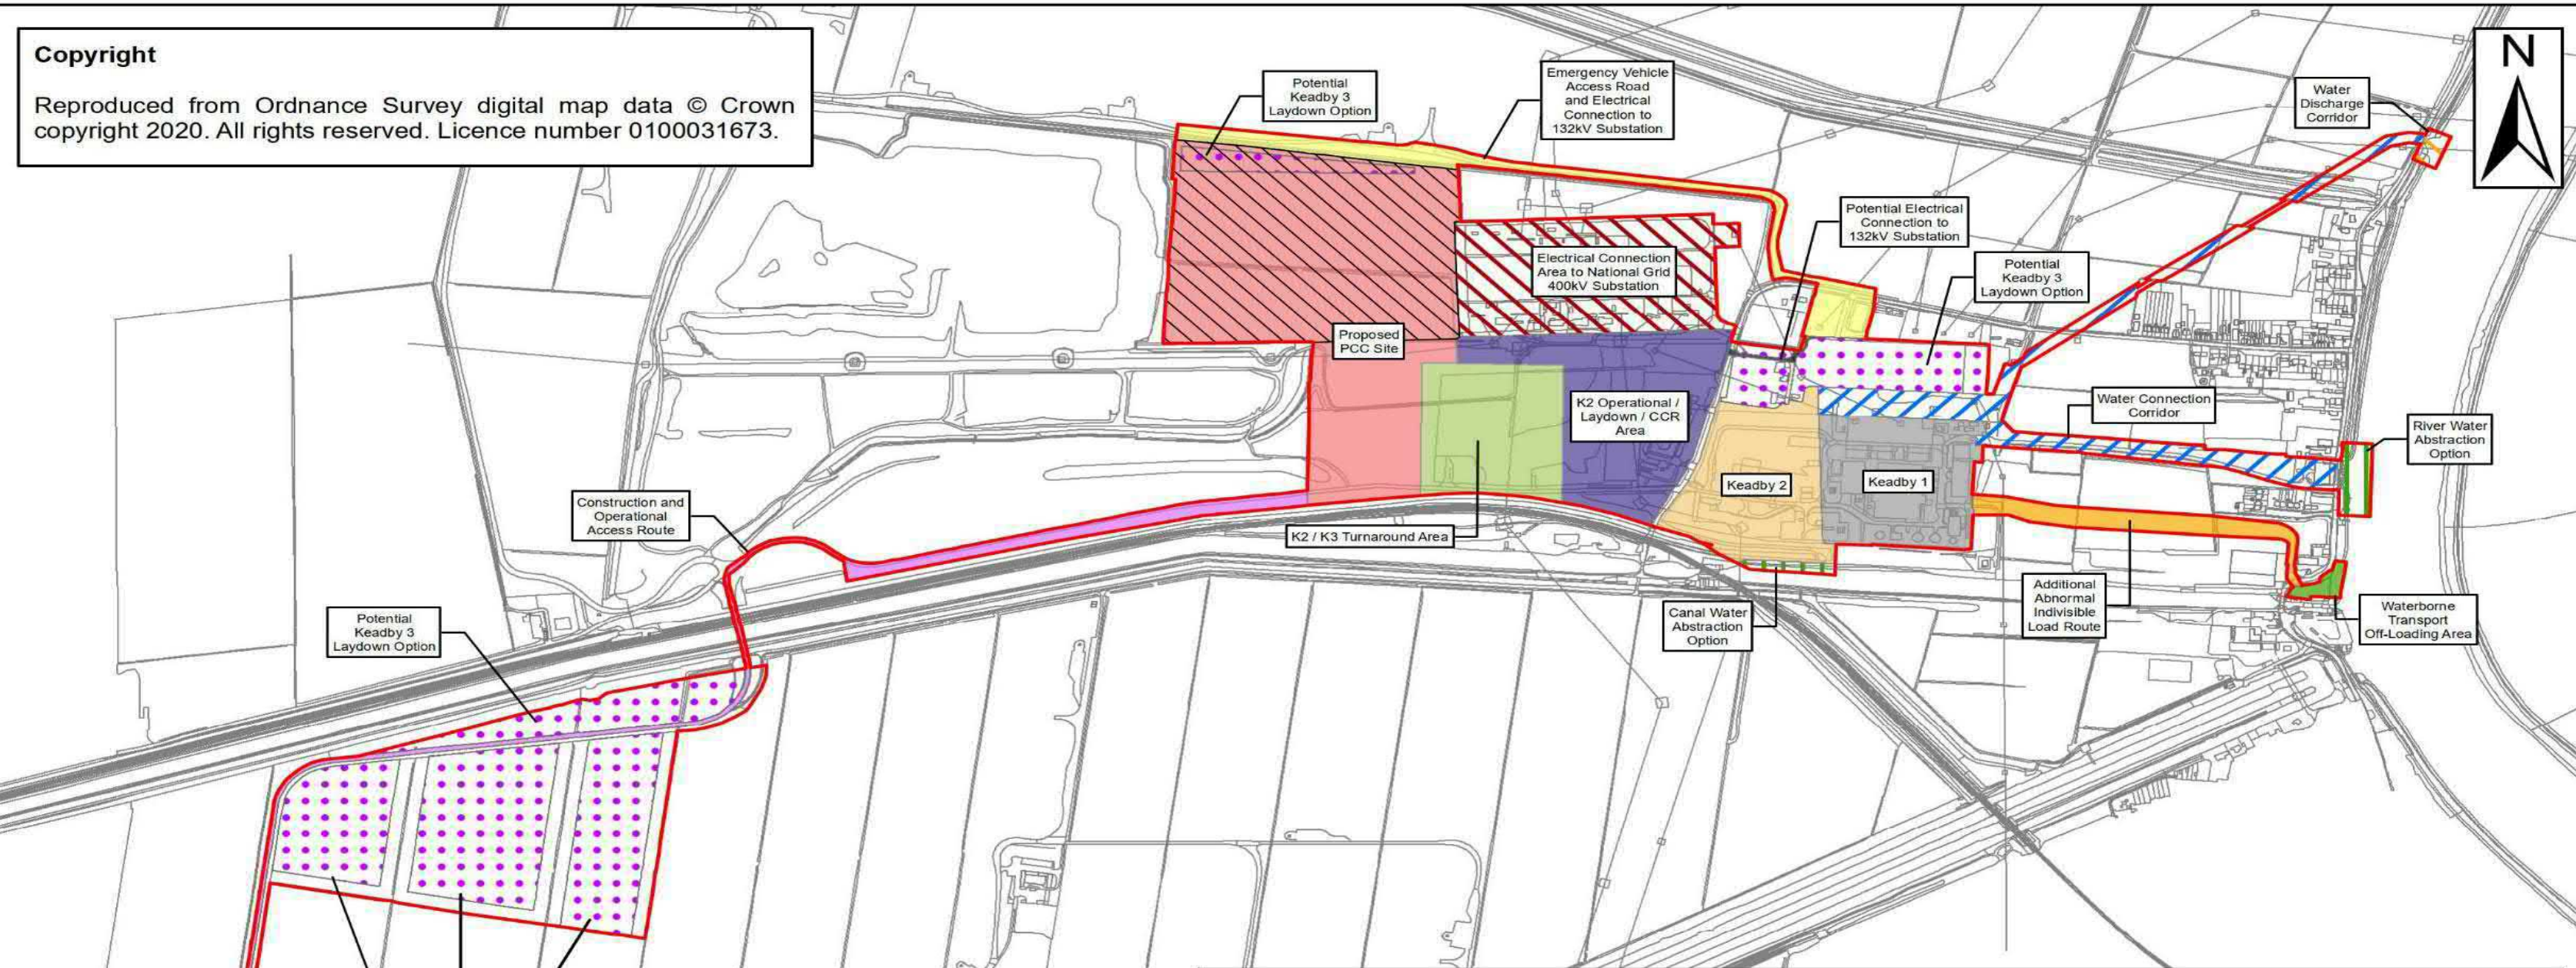 Copyright
Reproduced from Ordnance Survey digital map data © Crown
copyright 2020. All rights reserved. Licence number 0100031673.
Potential
Keadby 3
Laydown Option
Emergency Vehicle
Access Road
and Electrical
Connection to
132kV Substation
Water
Discharge
Corridor
N
Potential Electrical
Connection to
132kV Substation
Electrical Connection
Area to National Grid
400kV Substation
Potential
Keadby 3
Laydown Option
Proposed
PCC Site
K2 Operational /
Laydown / CCR
Area
Water Connection
Corridor
River Water
Abstraction
Option
Keadby 2
Keadby 1
Construction and
Operational
Access Route
K2 / K3 Turnaround Area
Potential
Keadby 3
Laydown Option
Canal Water
Abstraction
Option
Additional
Abnormal
Indivisible
Load Route
Waterborne
Transport
Off-Loading Area